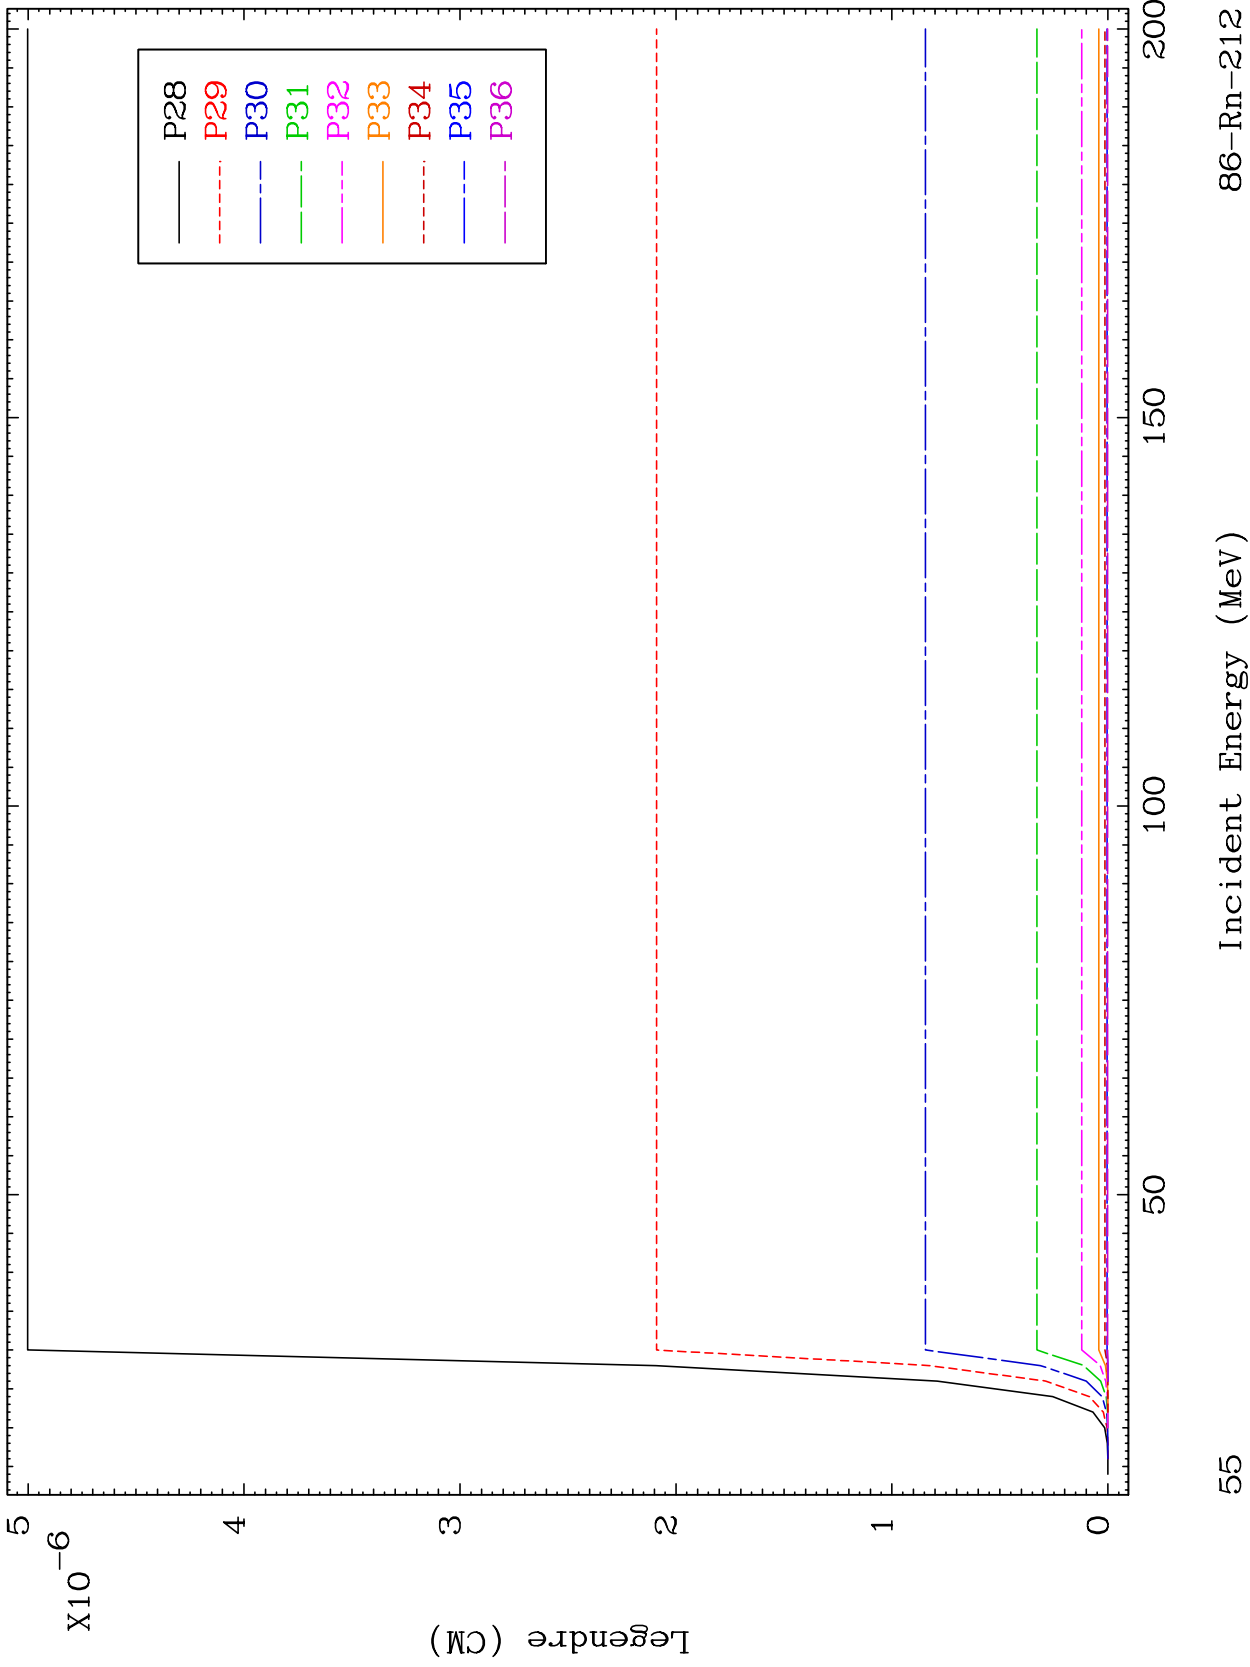 5
X10-6
4
3
2
1
0
Legendre (CM)
P28
P29
P30
P31
P32
P33
P34
P35
P36
50
100
150
200
55
Incident Energy (MeV)
86-Rn-212